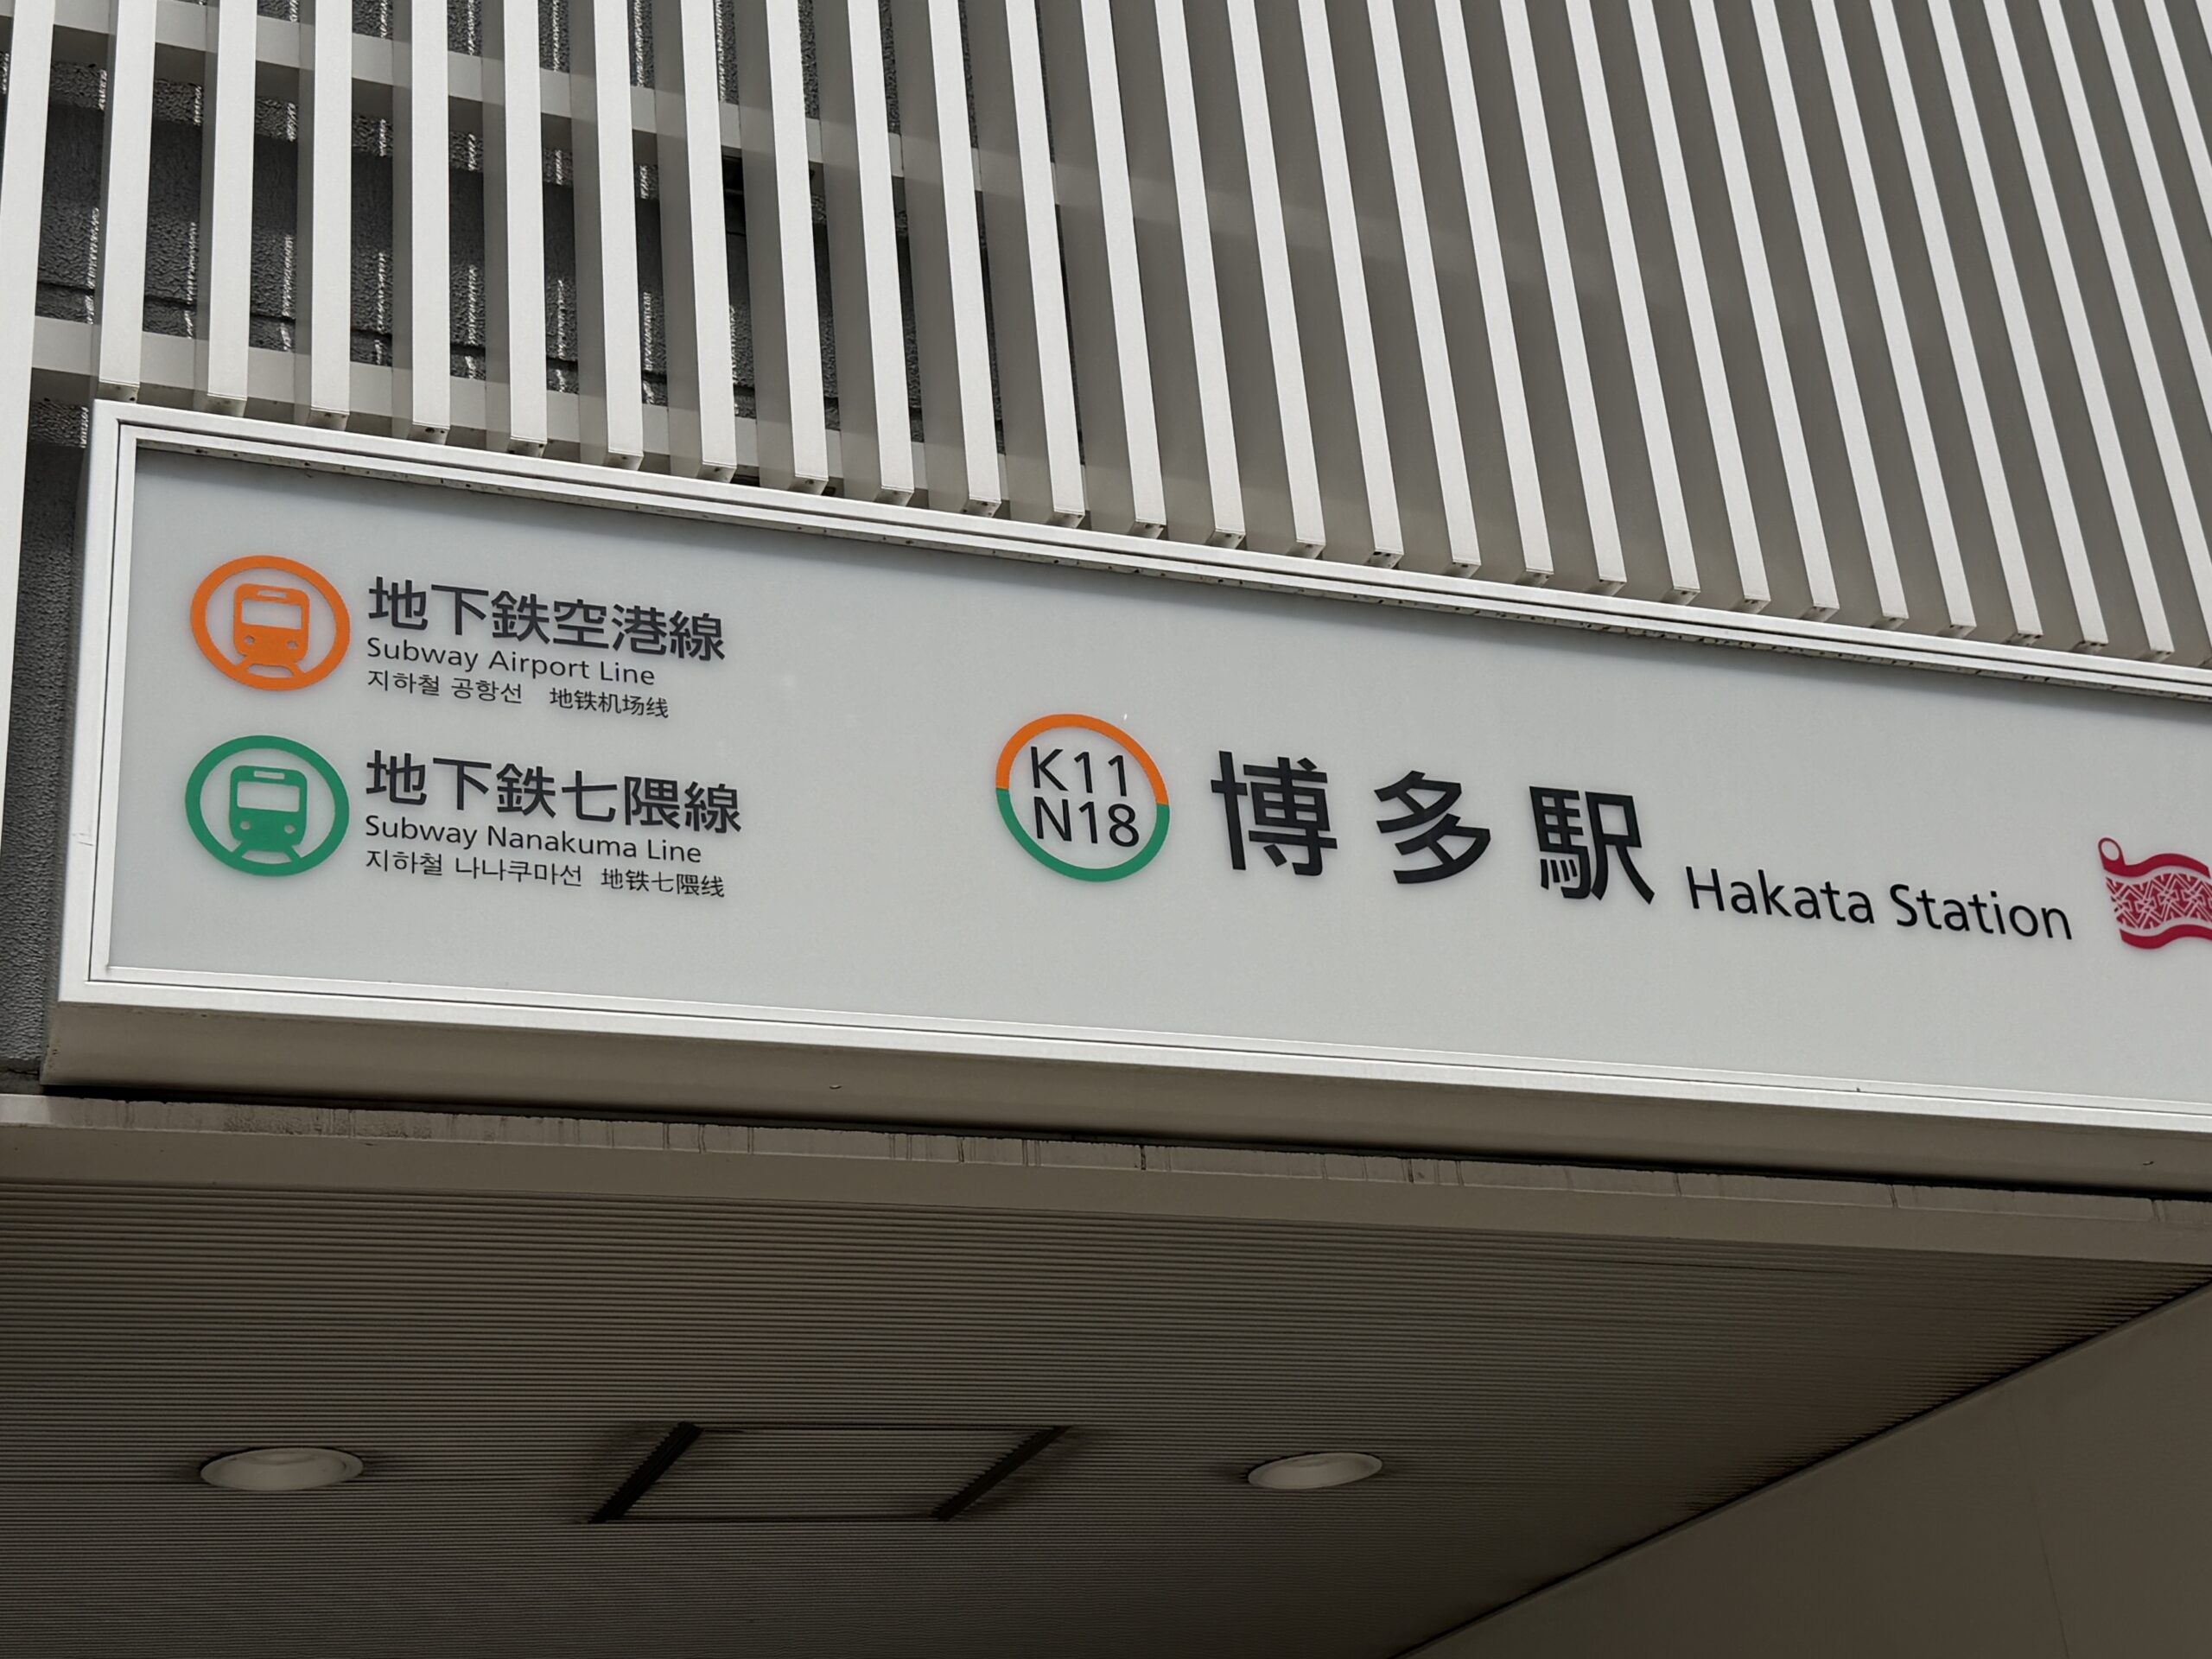 地下鉄空港線
Subway Airport Line
지하철 공항선 地铁机场线
地下鉄七隈線
Subway Nanakuma Line
지하철 나나쿠마선 地铁七隈线
K11
N18
博多駅 Hakata Station